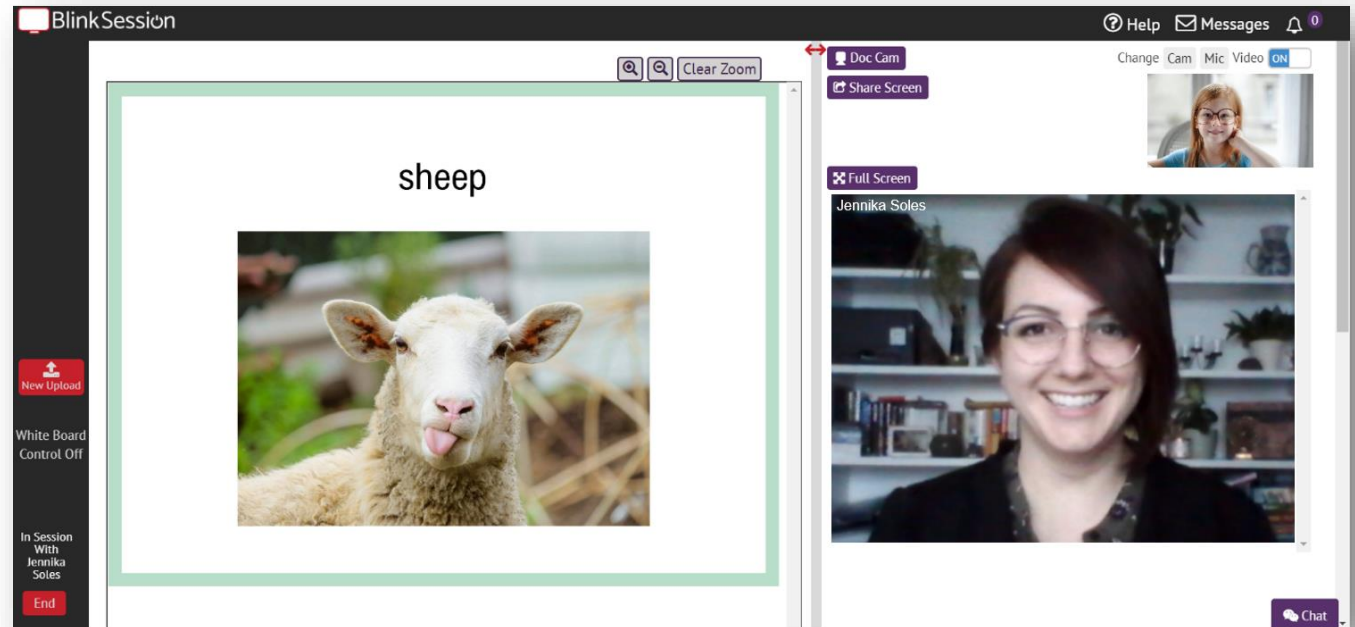 BlinkSession
Help Messages 0
Clear Zoom
Doc Cam
Change Cam Mic Video ON
Share Screen
sheep
Full Screen
Jennika Soles
New Upload
White Board
Control Off
In Session
With
Jennika
Soles
End
Chat